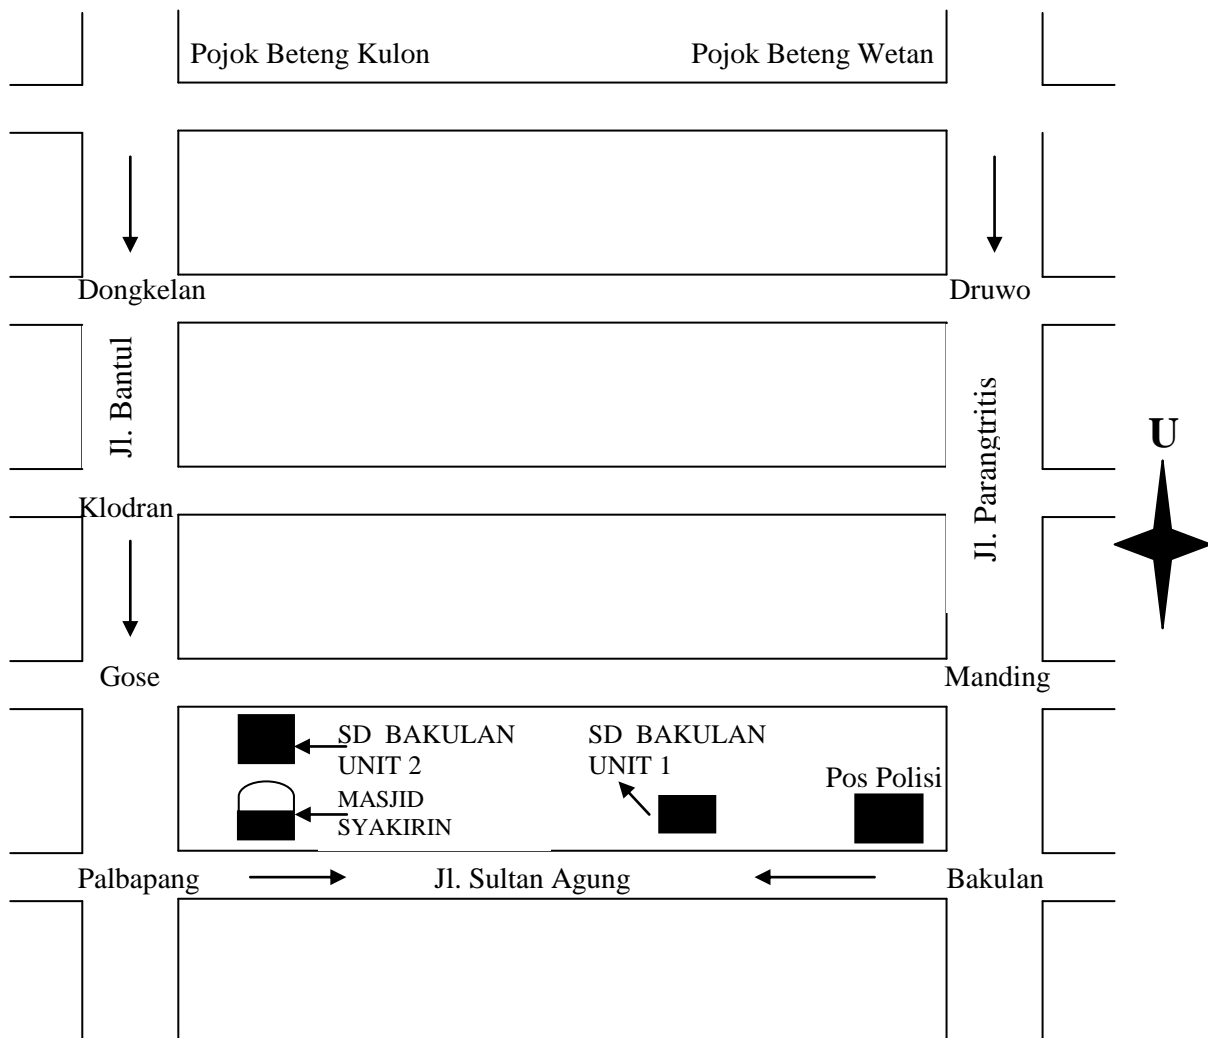 Pojok Beteng Kulon
Pojok Beteng Wetan
Dongkelan
Druwo
Jl. Bantul
Jl. Parangtritis
U
Klodran
Gose
Manding
SD BAKULAN
UNIT 2
SD BAKULAN
UNIT 1
Pos Polisi
MASJID
SYAKIRIN
Palbapang
Jl. Sultan Agung
Bakulan